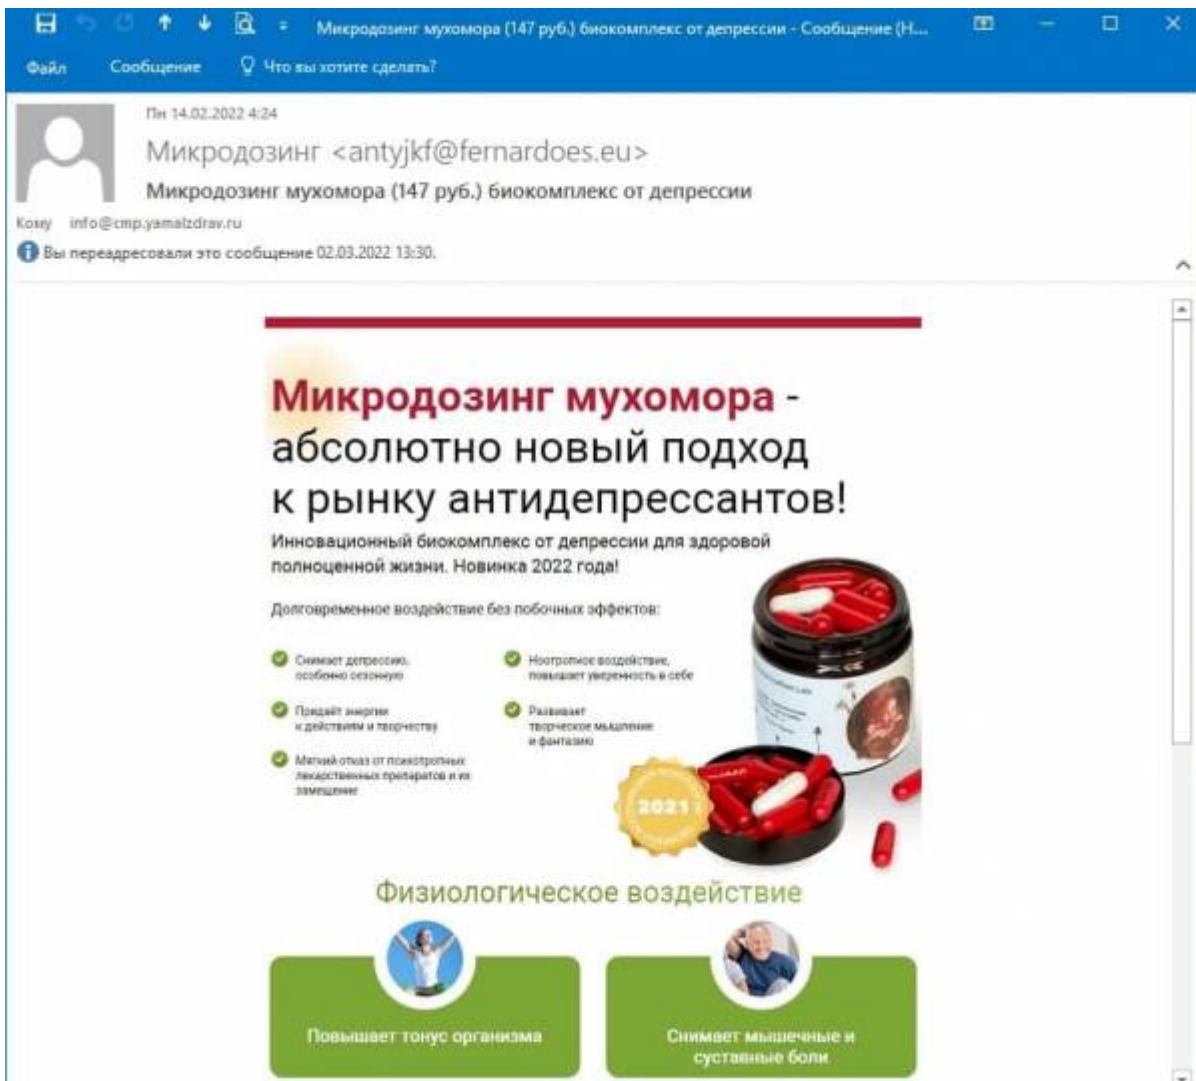 Микродозинг мухомора (147 руб.) биокомплекс от депрессии - Сообщение (H...
Файл Сообщение Что вы хотите сделать?
Пн 14.02.2022 4:24
Микродозинг <antyjkf@fernardoes.eu>
Микродозинг мухомора (147 руб.) биокомплекс от депрессии
Кому info@cmp.yamalzdrav.ru
Вы переадресовали это сообщение 02.03.2022 13:30.
Микродозинг мухомора -
абсолютно новый подход
к рынку антидепрессантов!
Инновационный биокомплекс от депрессии для здоровой
полноценной жизни. Новинка 2022 года!
Долговременное воздействие без побочных эффектов:
Снимает депрессию,
особенно сезонную
Придаёт энергии
к действиям и творчеству
Мягкий отказ от психотропных
лекарственных препаратов и их
замещение
Ноотропное воздействие,
повышает уверенность в себе
Развивает
творческое мышление
и фантазию
2021
Физиологическое воздействие
Повышает тонус организма
Снимает мышечные и
суставные боли